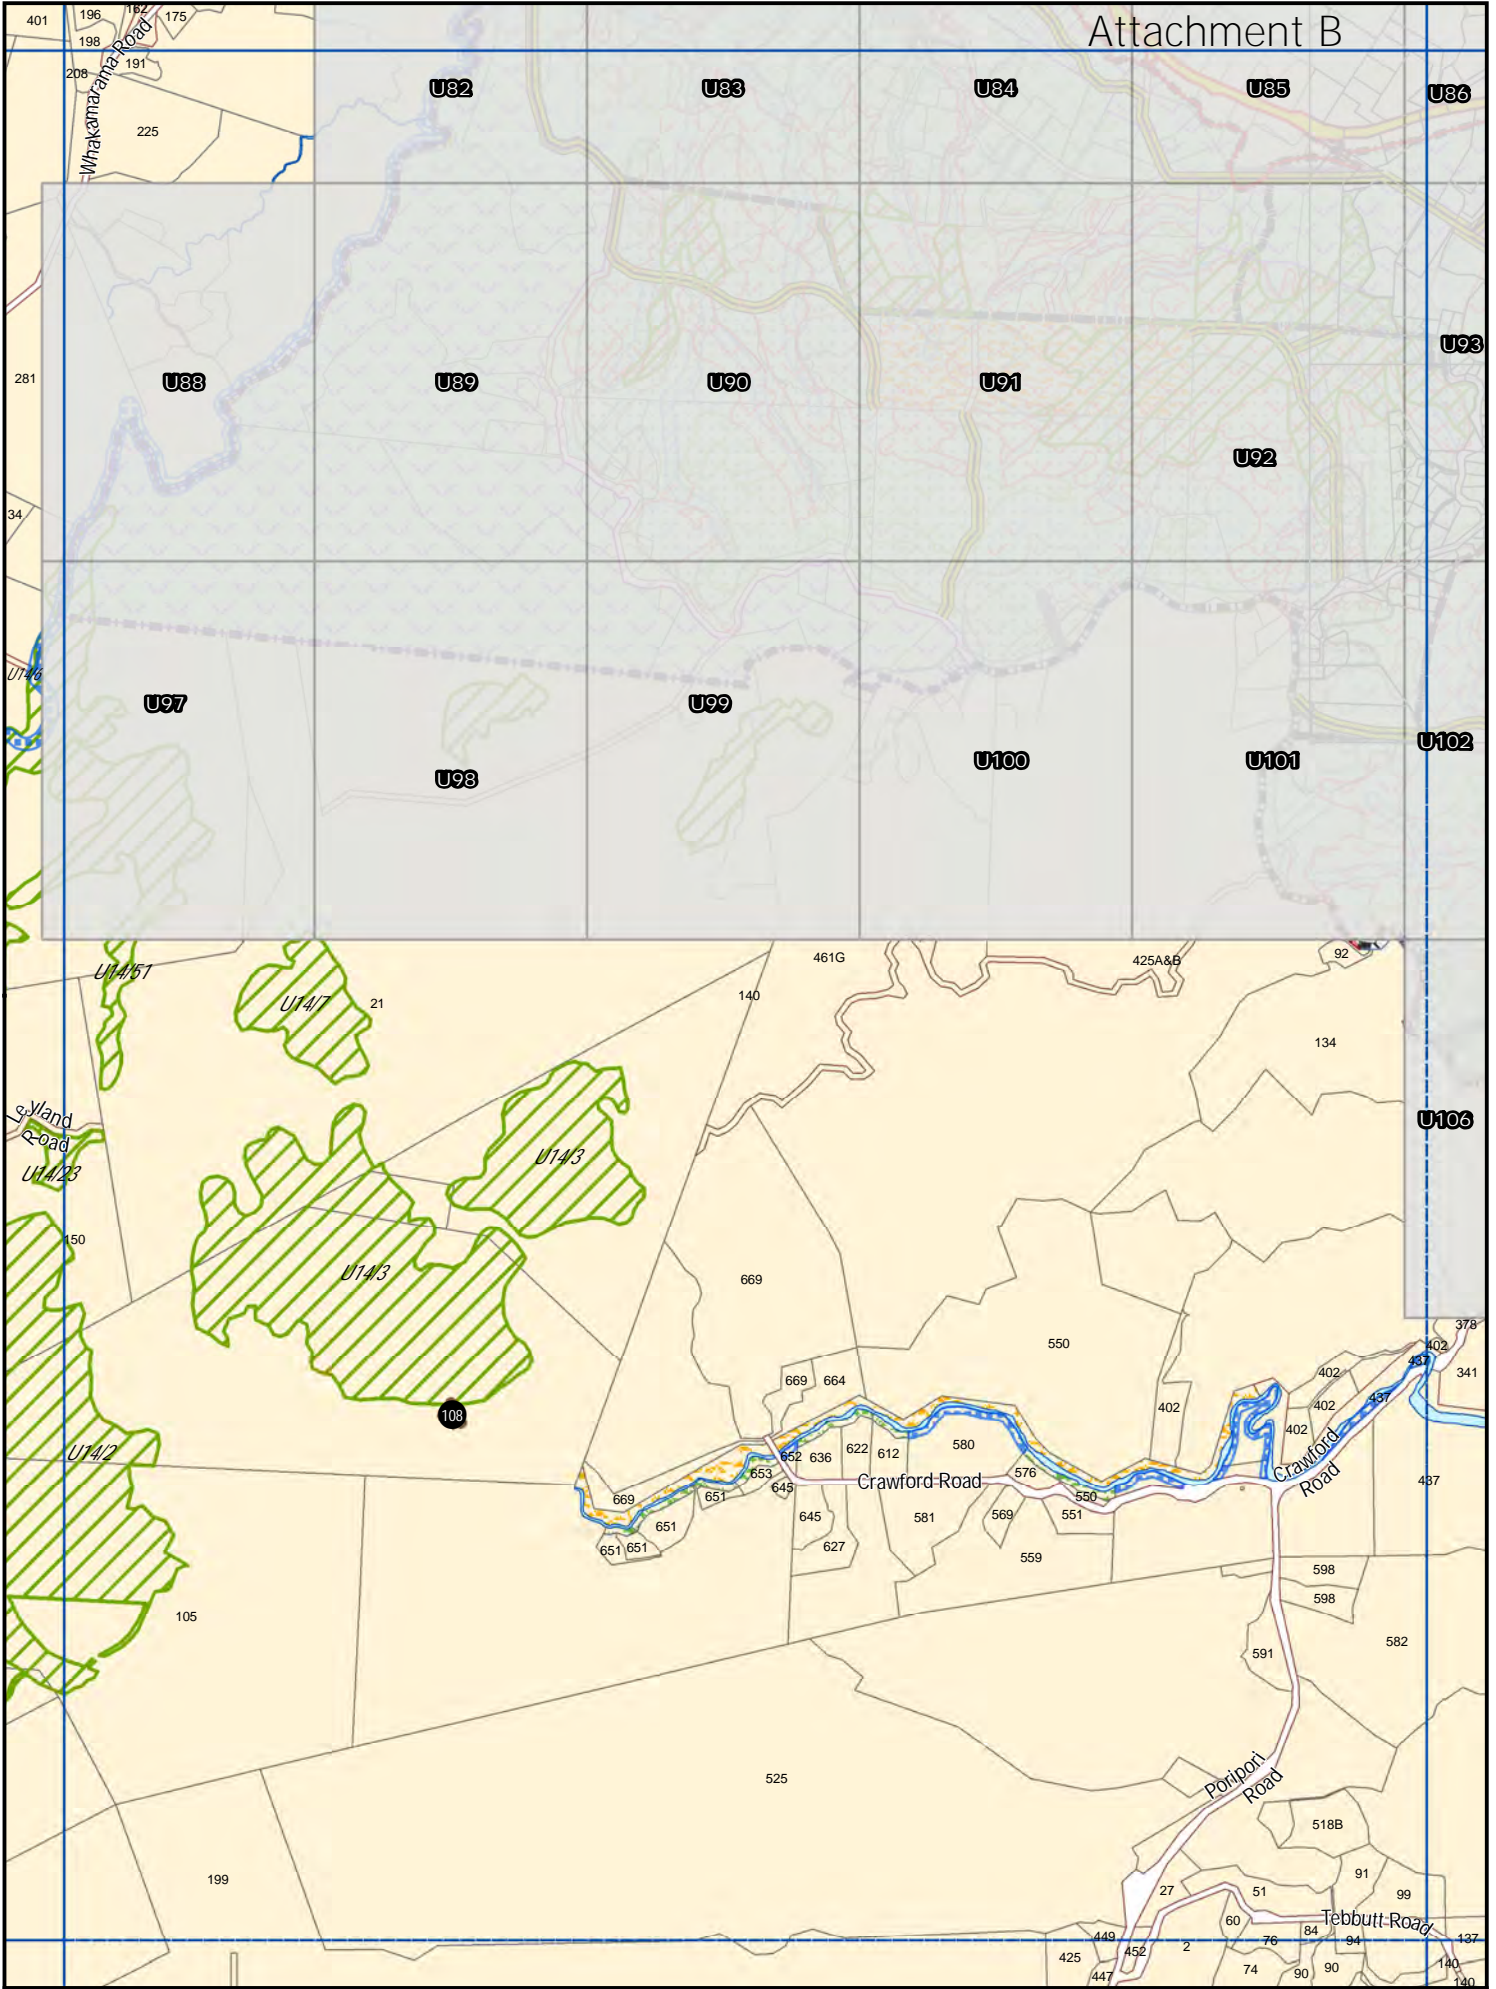 Attachment B
401
196
162
175
198
Whakamarama Road
191
208
225
U82
U83
U84
U85
U86
281
34
U88
U89
U90
U91
U92
U93
U14/6
U97
U98
U99
U100
U101
U102
U14/51
U14/7
21
461G
140
425A&B
92
134
Leyland
Road
U14/23
U14/3
U106
150
U14/3
669
550
378
402
437
341
669
664
402
402
437
402
402
108
U14/2
652
636
622
612
580
Crawford
Road
437
653
645
Crawford Road
576
669
651
550
645
581
569
551
651
651
651
627
559
598
598
105
591
582
525
Poripori
Road
518B
199
27
51
91
99
60
84
Tebbutt Road
449
452
2
76
94
137
425
447
74
90
90
140
140